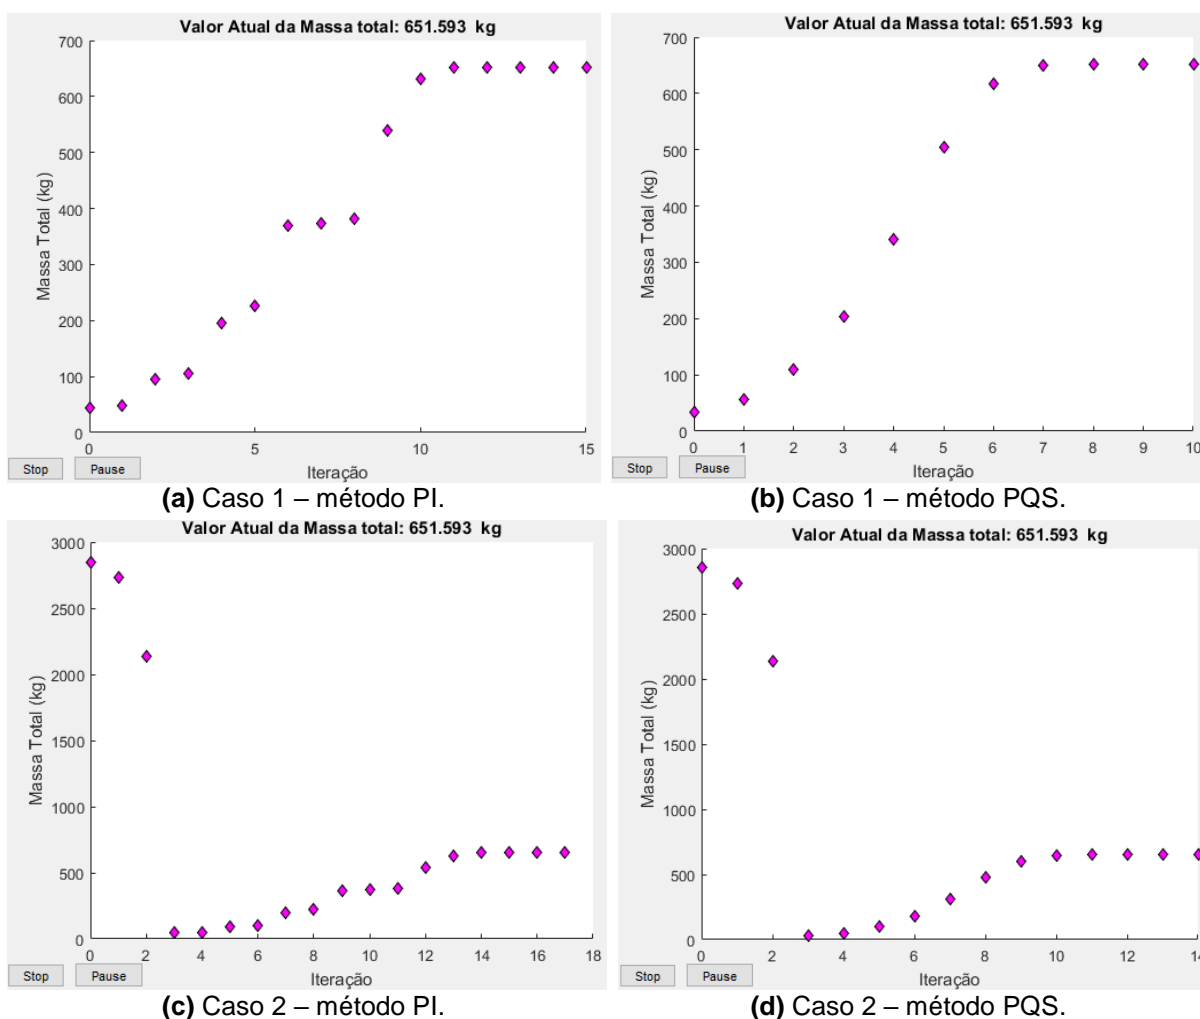 Valor Atual da Massa total: 651.593 kg
700
600
500
400
300
200
100
0
Massa Total (kg)
0 5 10 15
Iteração
Stop Pause
(a) Caso 1 – método PI.
Valor Atual da Massa total: 651.593 kg
700
600
500
400
300
200
100
0
Massa Total (kg)
0 1 2 3 4 5 6 7 8 9 10
Iteração
Stop Pause
(b) Caso 1 – método PQS.
Valor Atual da Massa total: 651.593 kg
3000
2500
2000
1500
1000
500
0
Massa Total (kg)
0 2 4 6 8 10 12 14 16 18
Iteração
Stop Pause
(c) Caso 2 – método PI.
Valor Atual da Massa total: 651.593 kg
3000
2500
2000
1500
1000
500
0
Massa Total (kg)
0 2 4 6 8 10 12 14
Iteração
Stop Pause
(d) Caso 2 – método PQS.